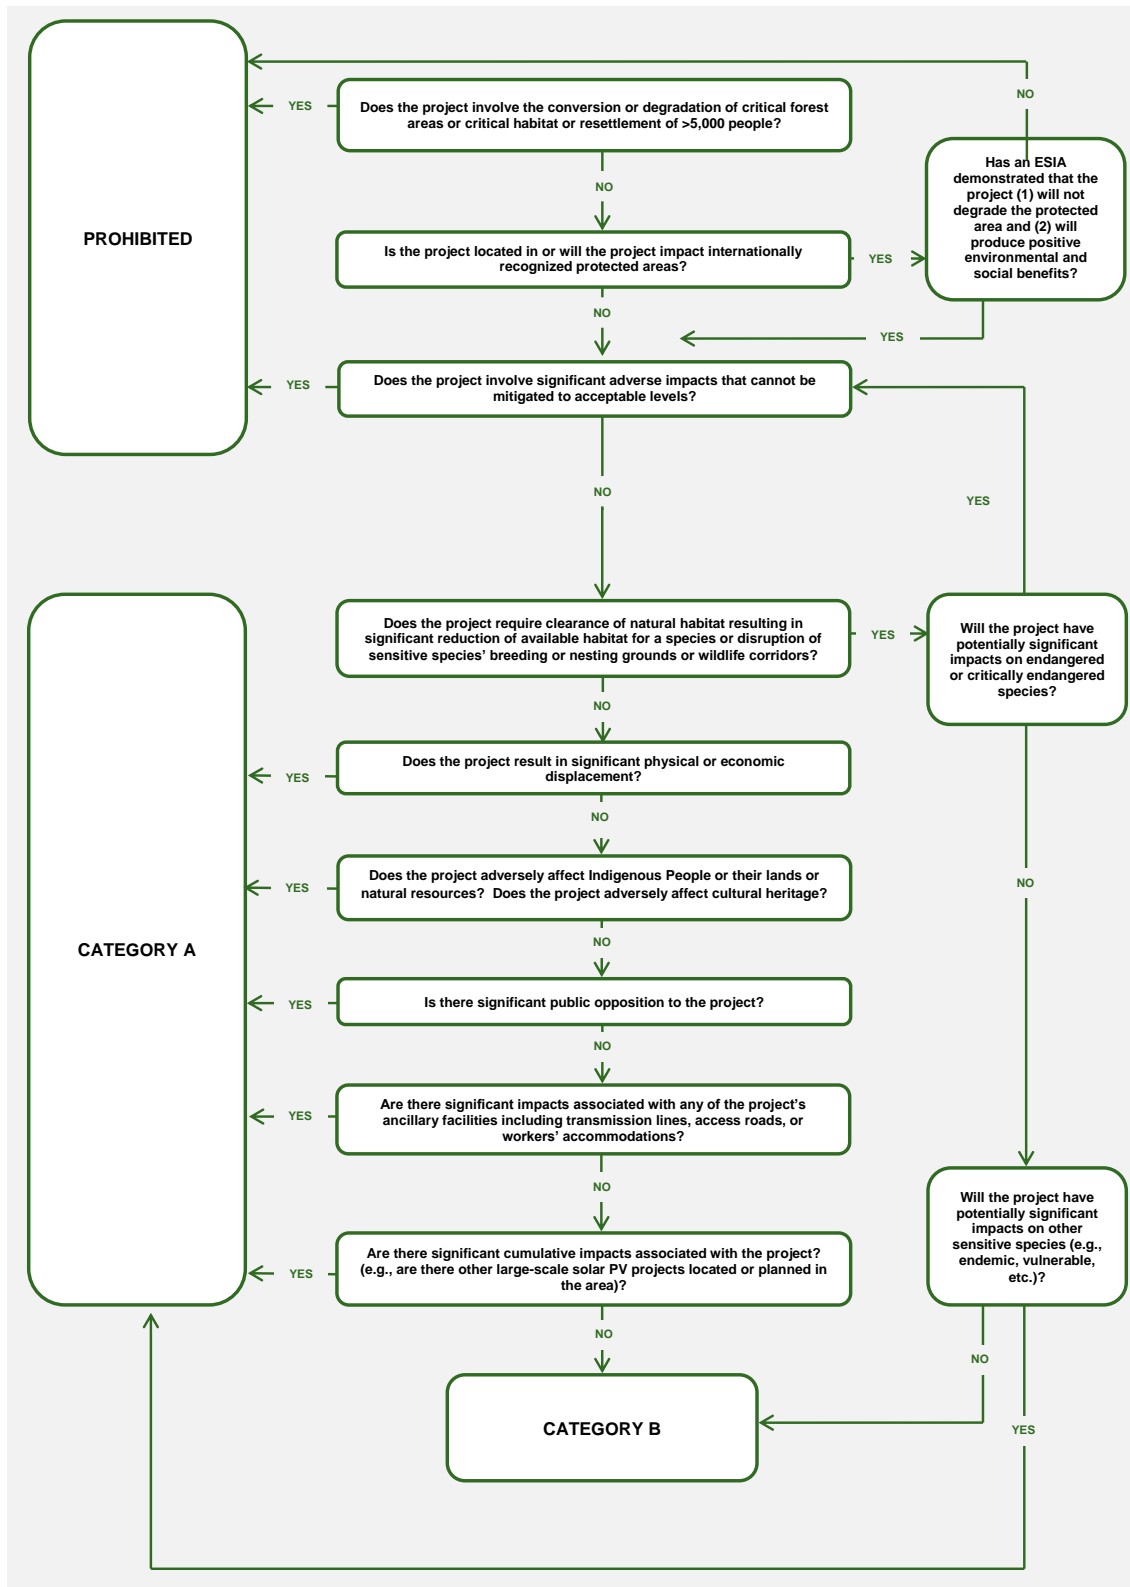 NO
YES
Does the project involve the conversion or degradation of critical forest
areas or critical habitat or resettlement of >5,000 people?
NO
Has an ESIA
demonstrated that the
project (1) will not
degrade the protected
area and (2) will
produce positive
environmental and
social benefits?
PROHIBITED
Is the project located in or will the project impact internationally
recognized protected areas?
YES
NO
YES
YES
Does the project involve significant adverse impacts that cannot be
mitigated to acceptable levels?
NO
YES
Does the project require clearance of natural habitat resulting in
significant reduction of available habitat for a species or disruption of
sensitive species’ breeding or nesting grounds or wildlife corridors?
YES
Will the project have
potentially significant
impacts on endangered
or critically endangered
species?
NO
YES
Does the project result in significant physical or economic
displacement?
NO
YES
Does the project adversely affect Indigenous People or their lands or
natural resources?  Does the project adversely affect cultural heritage?
NO
NO
CATEGORY A
YES
Is there significant public opposition to the project?
NO
YES
Are there significant impacts associated with any of the project’s
ancillary facilities including transmission lines, access roads, or
workers’ accommodations?
NO
Will the project have
potentially significant
impacts on other
sensitive species (e.g.,
endemic, vulnerable,
etc.)?
YES
Are there significant cumulative impacts associated with the project?
(e.g., are there other large-scale solar PV projects located or planned in
the area)?
NO
NO
CATEGORY B
YES